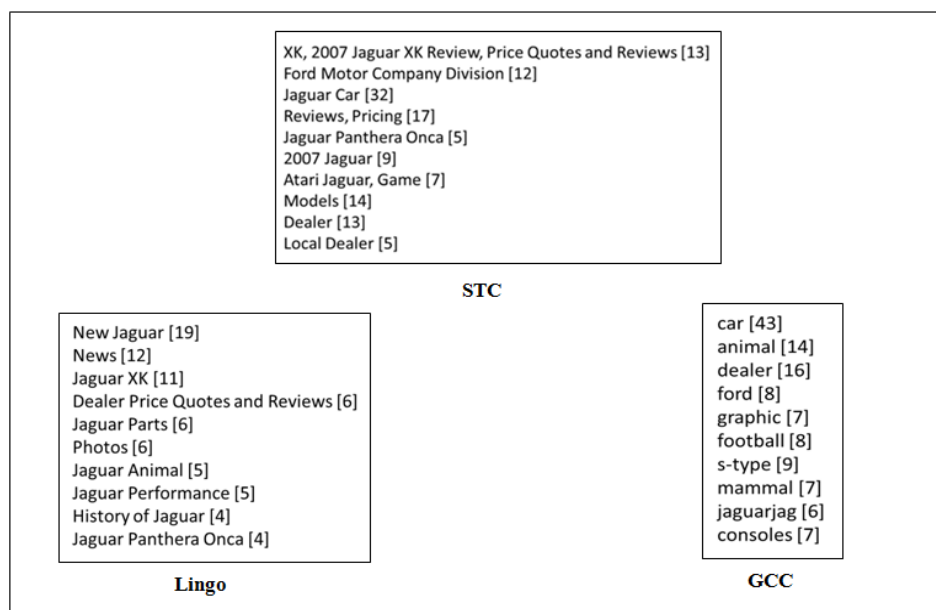 XK, 2007 Jaguar XK Review, Price Quotes and Reviews [13]
Ford Motor Company Division [12]
Jaguar Car [32]
Reviews, Pricing [17]
Jaguar Panthera Onca [5]
2007 Jaguar [9]
Atari Jaguar, Game [7]
Models [14]
Dealer [13]
Local Dealer [5]
STC
New Jaguar [19]
News [12]
Jaguar XK [11]
Dealer Price Quotes and Reviews [6]
Jaguar Parts [6]
Photos [6]
Jaguar Animal [5]
Jaguar Performance [5]
History of Jaguar [4]
Jaguar Panthera Onca [4]
Lingo
car [43]
animal [14]
dealer [16]
ford [8]
graphic [7]
football [8]
s-type [9]
mammal [7]
jaguarjag [6]
consoles [7]
GCC